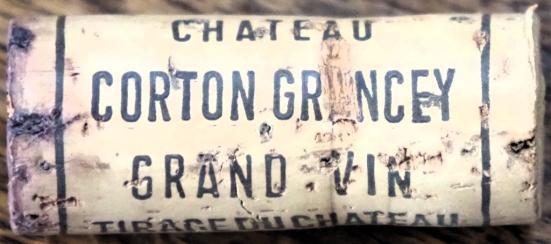 CHATEAU
CORTON GRANCEY
GRAND VIN
TIRAGE DU CHATEAU